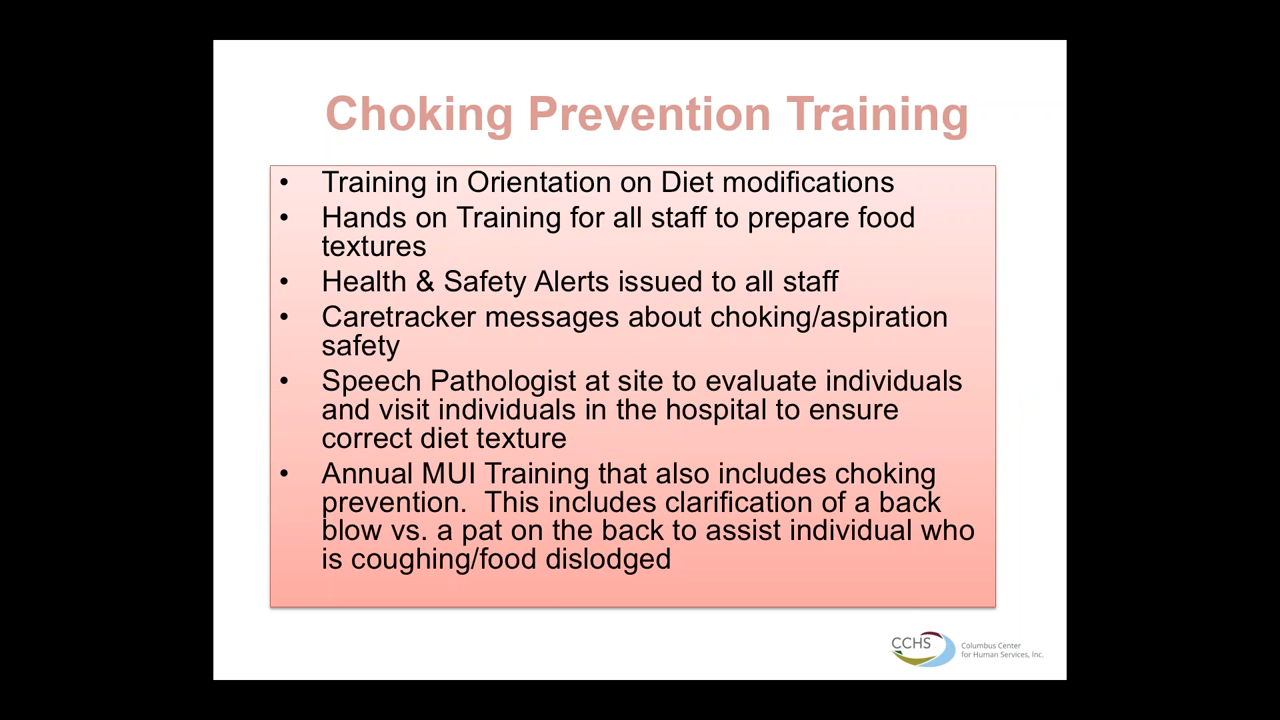 Choking Prevention Training
• Training in Orientation on Diet modifications
• Hands on Training for all staff to prepare food
textures
• Health & Safety Alerts issued to all staff
• Caretracker messages about choking/aspiration
safety
• Speech Pathologist at site to evaluate individuals
and visit individuals in the hospital to ensure
correct diet texture
• Annual MUI Training that also includes choking
prevention.  This includes clarification of a back
blow vs. a pat on the back to assist individual who
is coughing/food dislodged
CCHS
Columbus Center
for Human Services, Inc.